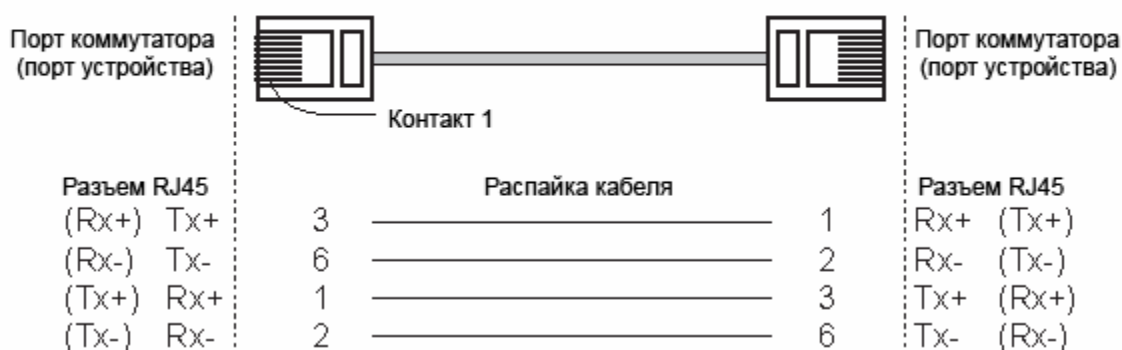 Порт коммутатора
(порт устройства)
Порт коммутатора
(порт устройства)
Контакт 1
Разъем RJ45 Распайка кабеля Разъем RJ45
(Rx+) Tx+ 3 1 Rx+ (Tx+)
(Rx-) Tx- 6 2 Rx- (Tx-)
(Tx+) Rx+ 1 3 Tx+ (Rx+)
(Tx-) Rx- 2 6 Tx- (Rx-)